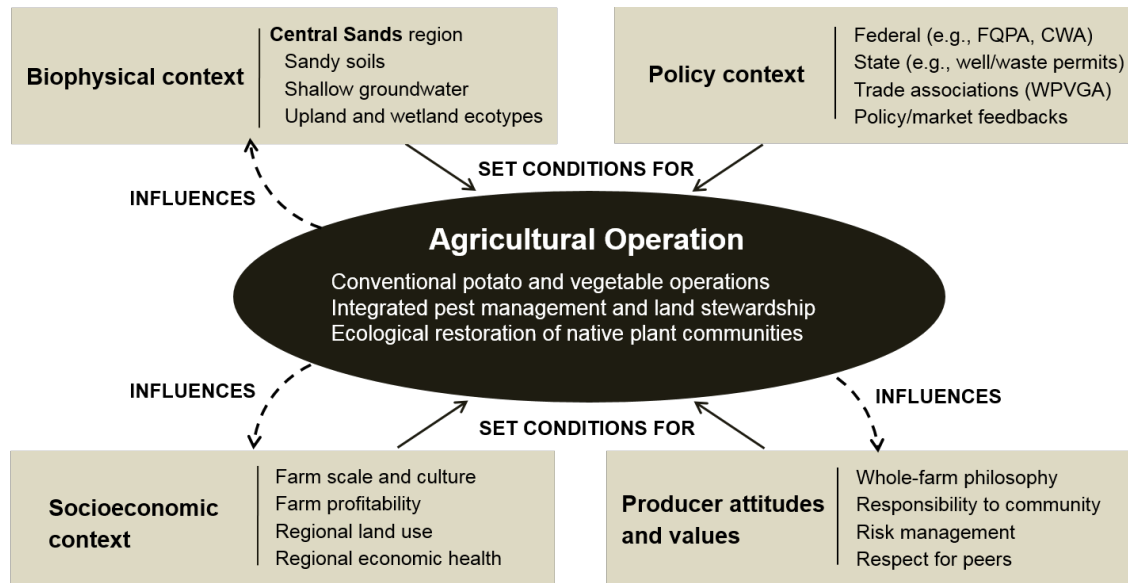 Biophysical context
Central Sands region
Sandy soils
Shallow groundwater
Upland and wetland ecotypes
Policy context
Federal (e.g., FQPA, CWA)
State (e.g., well/waste permits)
Trade associations (WPVGA)
Policy/market feedbacks
SET CONDITIONS FOR
INFLUENCES
Agricultural Operation
Conventional potato and vegetable operations
Integrated pest management and land stewardship
Ecological restoration of native plant communities
INFLUENCES
INFLUENCES
SET CONDITIONS FOR
Socioeconomic
context
Farm scale and culture
Farm profitability
Regional land use
Regional economic health
Producer attitudes
and values
Whole-farm philosophy
Responsibility to community
Risk management
Respect for peers